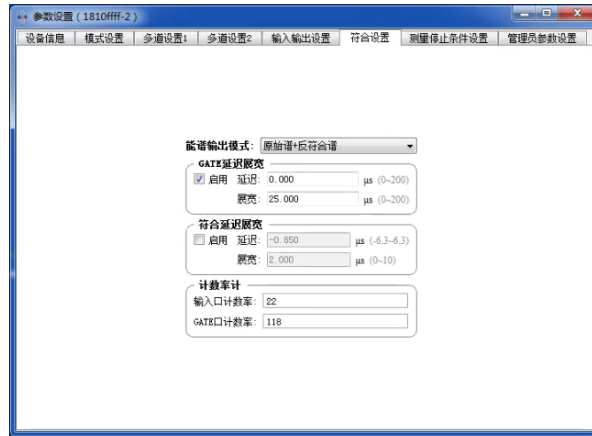 参数设置（1810ffff-2）
设备信息 模式设置 多道设置1 多道设置2 输入输出设置 符合设置 测量停止条件设置 管理员参数设置
能谱输出模式: 原始谱+反符合谱
GATE延迟展宽
启用 延迟: 0.000 μs (0~200)
展宽: 25.000 μs (0~200)
符合延迟展宽
启用 延迟: -0.850 μs (-6.3~6.3)
展宽: 2.000 μs (0~10)
计数率计
输入口计数率: 22
GATE口计数率: 118